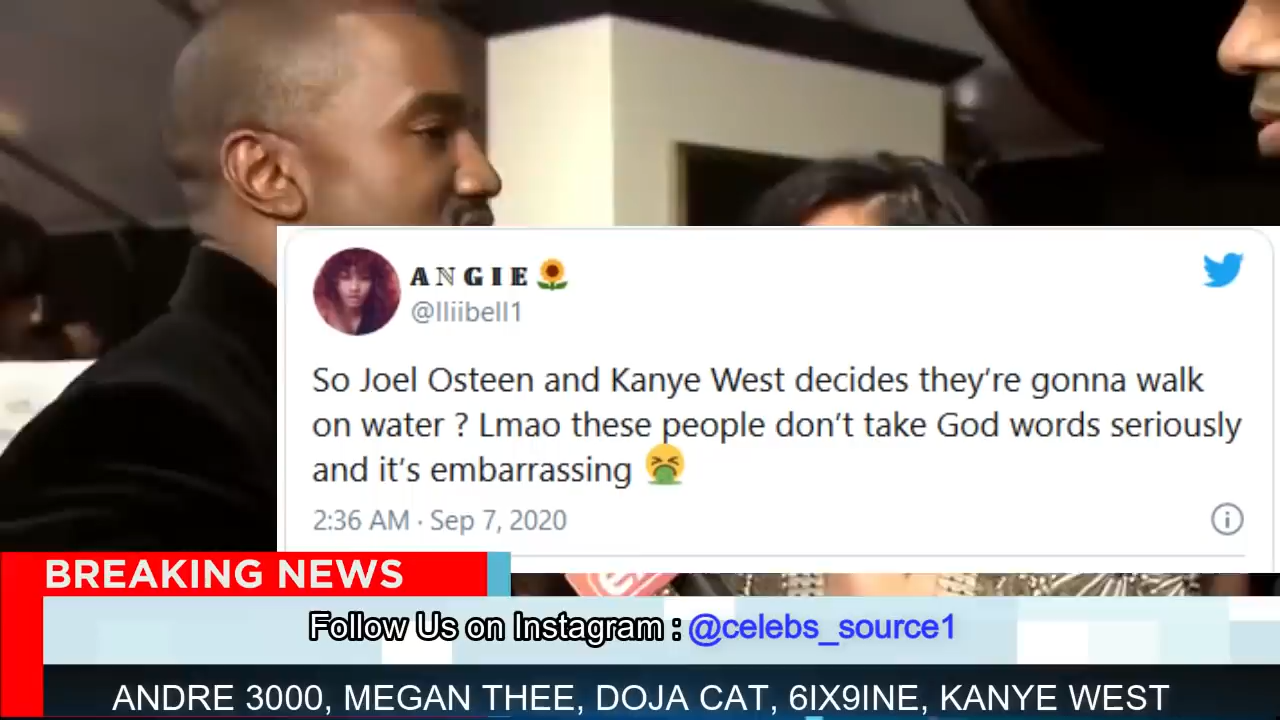 𝐀ℕ𝐆𝐈𝐄🌻
@lliibell1
So Joel Osteen and Kanye West decides they’re gonna walk
on water ? Lmao these people don’t take God words seriously
and it’s embarrassing 🤮
2:36 AM · Sep 7, 2020
BREAKING NEWS
Follow Us on Instagram : @celebs_source1
ANDRE 3000, MEGAN THEE, DOJA CAT, 6IX9INE, KANYE WEST